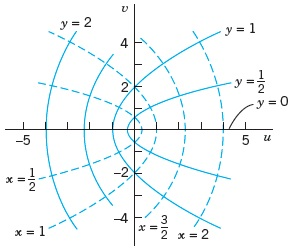 y = 2
v
y = 1
4
y = 1/2
2
y = 0
-5
5
u
x = 1/2
-2
x = 1
-4
x = 3/2
x = 2